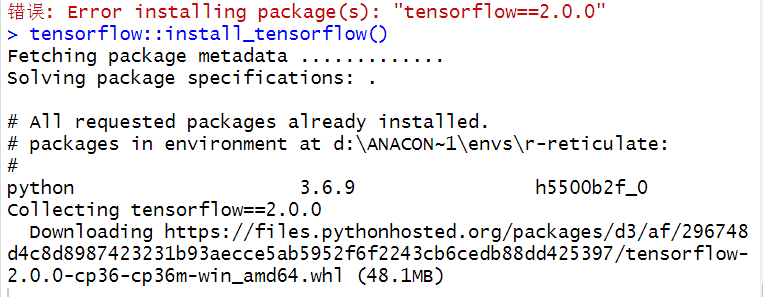 错误: Error installing package(s): "tensorflow==2.0.0"
> tensorflow::install_tensorflow()
Fetching package metadata .............
Solving package specifications: .
# All requested packages already installed.
# packages in environment at d:\ANACON~1\envs\r-reticulate:
#
python                    3.6.9                h5500b2f_0
Collecting tensorflow==2.0.0
  Downloading https://files.pythonhosted.org/packages/d3/af/296748
d4c8d8987423231b93aecce5ab5952f6f2243cb6cedb88dd425397/tensorflow-
2.0.0-cp36-cp36m-win_amd64.whl (48.1MB)